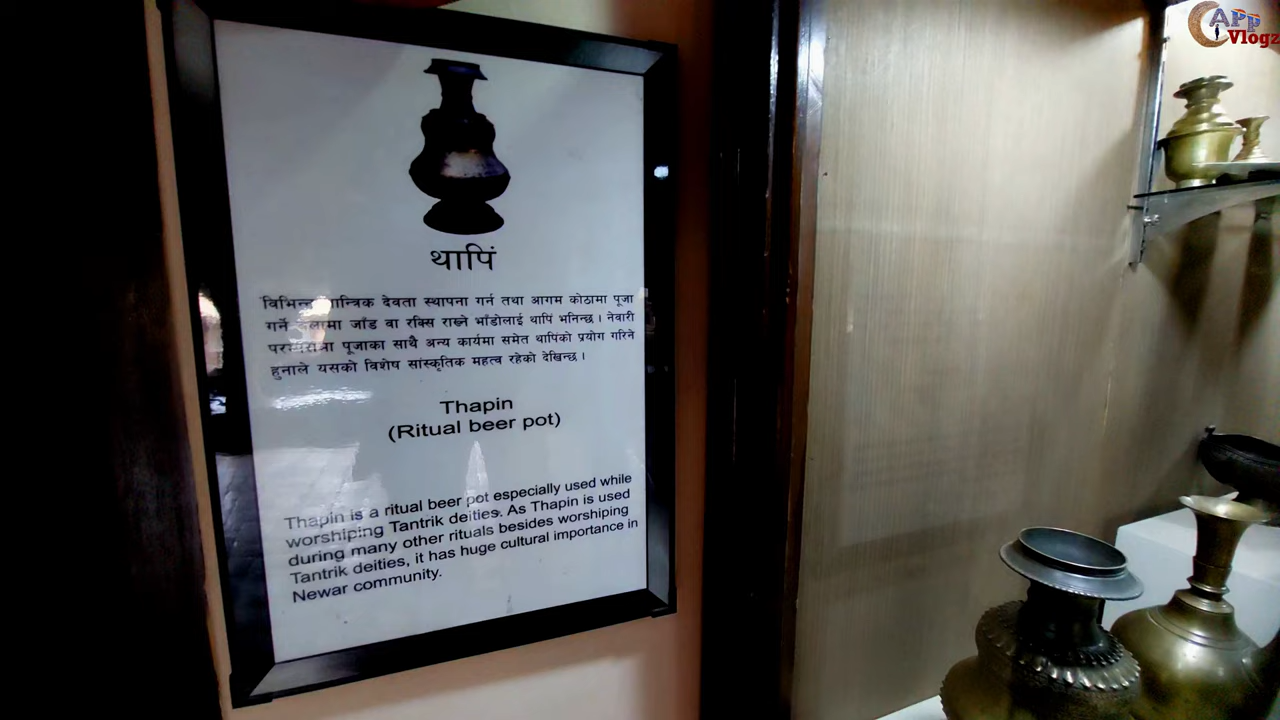 थापिं
विभिन्न तान्त्रिक देवता स्थापना गर्न तथा आगम कोठामा पूजा
गर्ने बेलामा जाँड वा रक्सि राख्ने भाँडोलाई थापिं भनिन्छ । नेवारी
परम्परामा पूजाका साथै अन्य कार्यमा समेत थापिंको प्रयोग गरिने
हुनाले यसको विशेष सांस्कृतिक महत्व रहेको देखिन्छ ।
Thapin
(Ritual beer pot)
Thapin is a ritual beer pot especially used while
worshiping Tantrik deities. As Thapin is used
during many other rituals besides worshiping
Tantrik deities, it has huge cultural importance in
Newar community.
APP
Vlogz